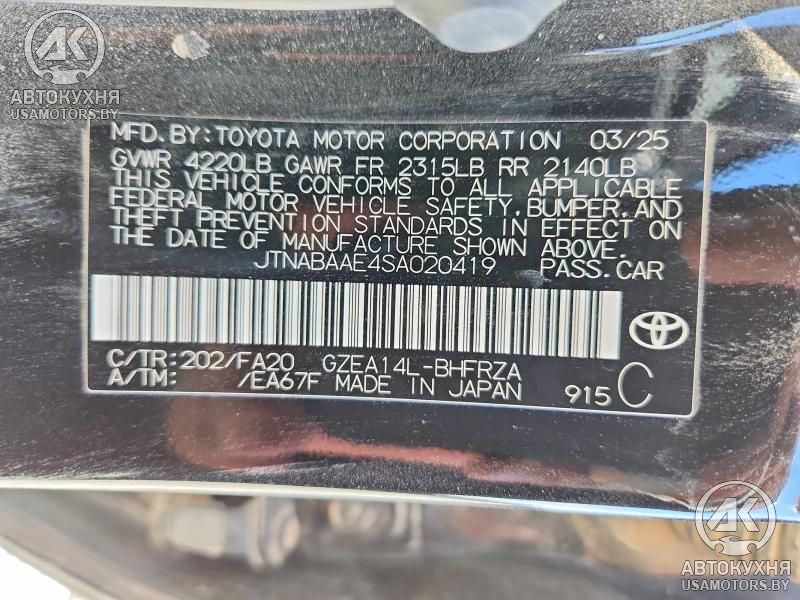 АК
АВТОКУХНЯ
USAMOTORS.BY
MFD. BY: TOYOTA MOTOR CORPORATION 03/25
GVWR 4220LB GAWR FR 2315LB RR 2140LB
THIS VEHICLE CONFORMS TO ALL APPLICABLE
FEDERAL MOTOR VEHICLE SAFETY, BUMPER, AND
THEFT PREVENTION STANDARDS IN EFFECT ON
THE DATE OF MANUFACTURE SHOWN ABOVE.
JTNABAAE4SA020419 PASS. CAR
C/TR: 202/FA20 GZEA14L-BHFRZA
A/TM: /EA67F MADE IN JAPAN 915 C
АК
АВТОКУХНЯ
USAMOTORS.BY